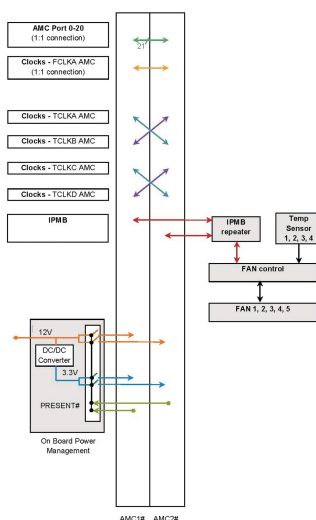 AMC Port 0-20
(1:1 connection)
21
Clocks - FCLKA AMC
(1:1 connection)
Clocks - TCLKA AMC
Clocks - TCLKB AMC
Clocks - TCLKC AMC
Clocks - TCLKD AMC
IPMB
IPMB
repeater
Temp
Sensor
1, 2, 3, 4
FAN control
FAN 1, 2, 3, 4, 5
12V
DC/DC
Converter
3.3V
PRESENT#
On Board Power
Management
AMC1# AMC2#